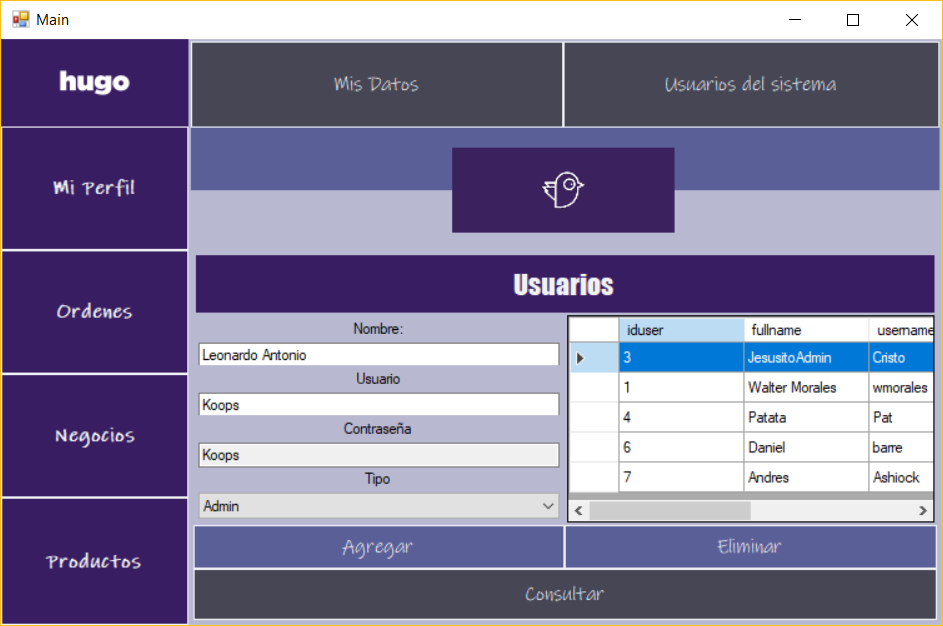 Main
hugo
Mis Datos
Usuarios del sistema
Mi Perfil
Ordenes
Negocios
Productos
Usuarios
Nombre:
Leonardo Antonio
Usuario
Koops
Contraseña
Koops
Tipo
Admin
iduser fullname username
3 JesusitoAdmin Cristo
1 Walter Morales wmorales
4 Patata Pat
6 Daniel barre
7 Andres Ashiock
Agregar
Eliminar
Consultar